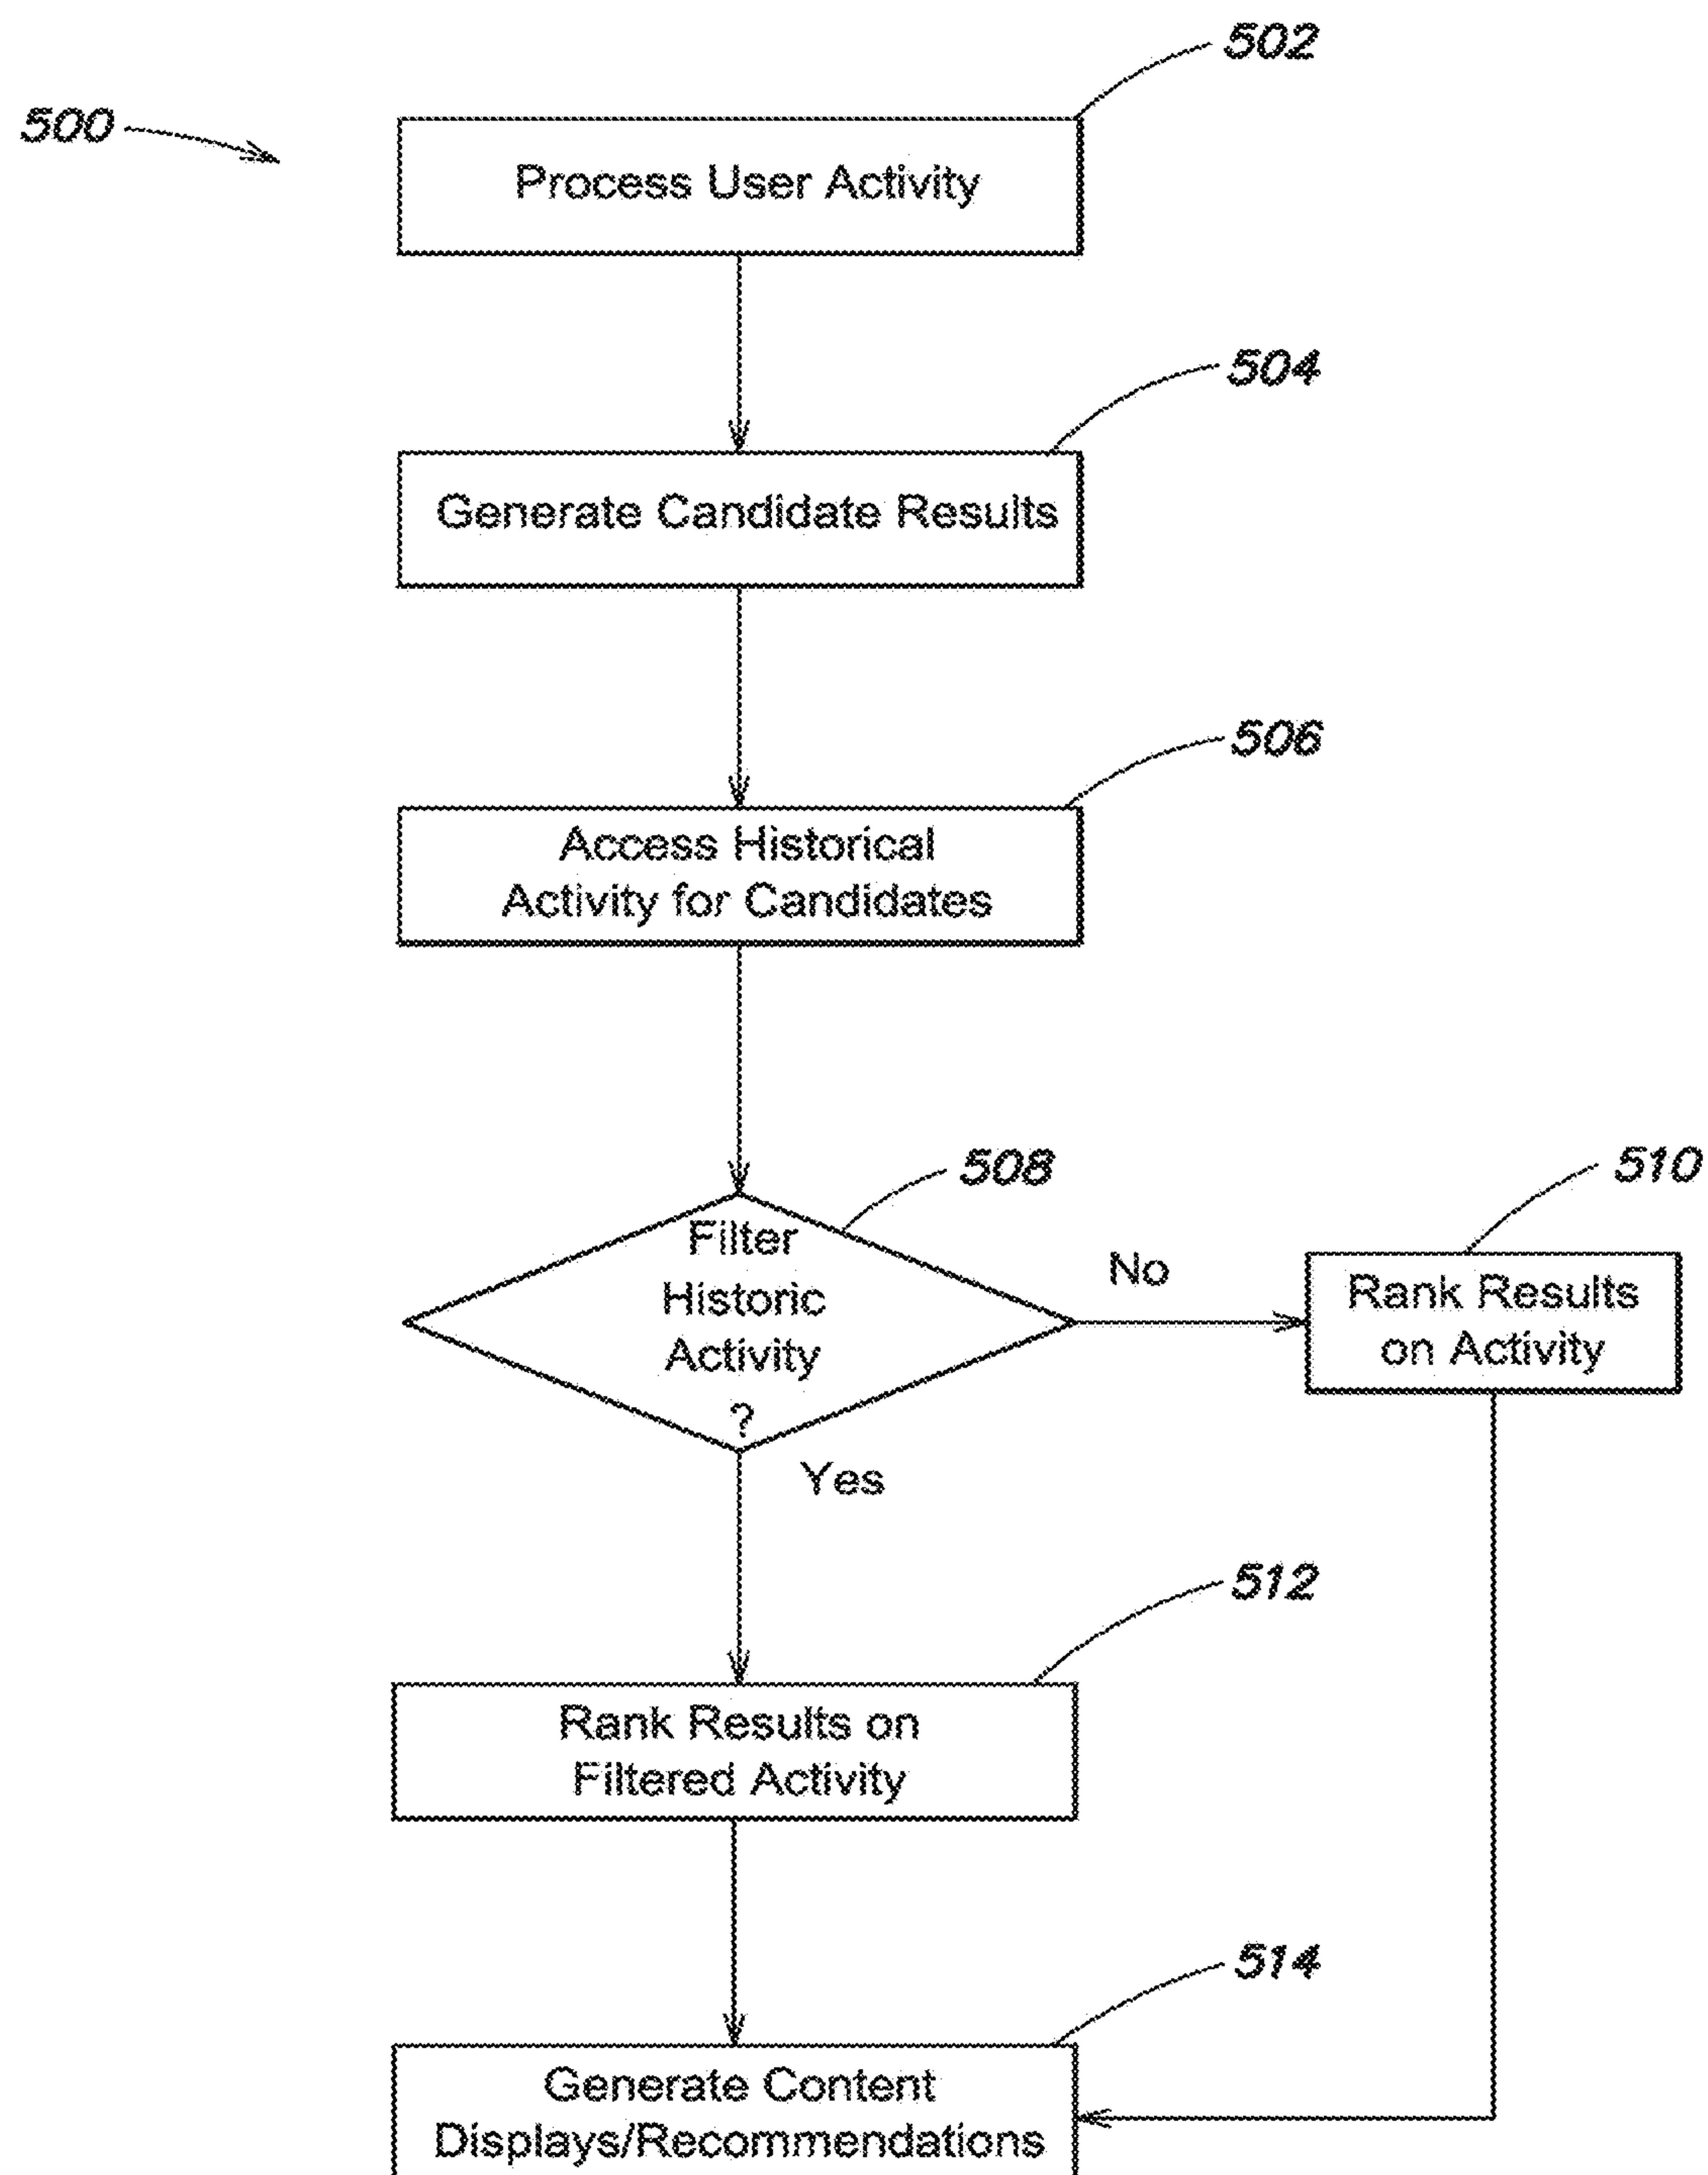 502
500
Process User Activity
504
Generate Candidate Results
506
Access Historical
Activity for Candidates
508
510
Filter
Historic
Activity
?
No
Rank Results
on Activity
Yes
512
Rank Results on
Filtered Activity
514
Generate Content
Displays/Recommendations